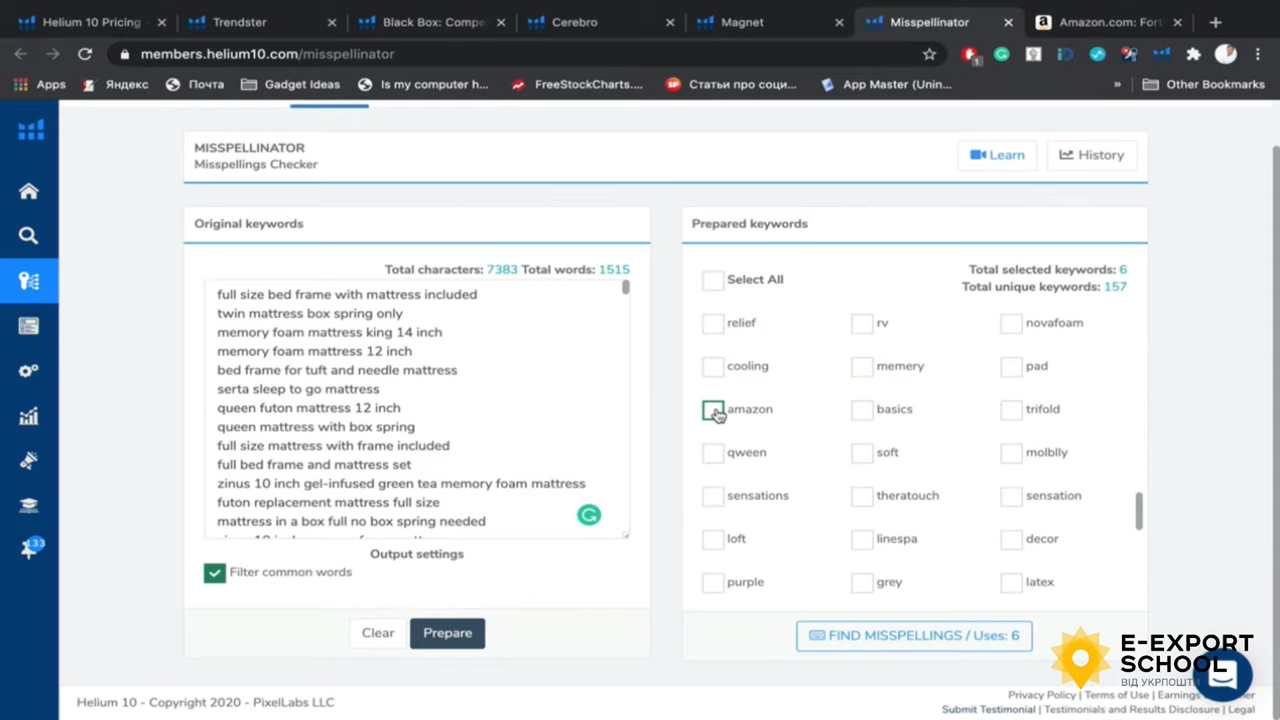 Helium 10 Pricing -
Trendster
Black Box: Compe
Cerebro
Magnet
Misspellinator
Amazon.com: For
members.helium10.com/misspellinator
1
Apps
Яндекс
Почта
Gadget Ideas
Is my computer h...
FreeStockCharts....
SP
Статьи про соци...
App Master (Unin...
»
Other Bookmarks
MISSPELLINATOR
Misspellings Checker
Learn
History
Original keywords
Total characters: 7383 Total words: 1515
full size bed frame with mattress included
twin mattress box spring only
memory foam mattress king 14 inch
memory foam mattress 12 inch
bed frame for tuft and needle mattress
serta sleep to go mattress
queen futon mattress 12 inch
queen mattress with box spring
full size mattress with frame included
full bed frame and mattress set
zinus 10 inch gel-infused green tea memory foam mattress
futon replacement mattress full size
mattress in a box full no box spring needed
Output settings
Filter common words
Clear
Prepare
Prepared keywords
Select All
Total selected keywords: 6
Total unique keywords: 157
relief rv novafoam
cooling memery pad
amazon basics trifold
qween soft molblly
sensations theratouch sensation
loft linespa decor
purple grey latex
FIND MISSPELLINGS / Uses: 6
133
E-EXPORT
SCHOOL
ВІД УКРПОШТИ
Helium 10 - Copyright 2020 - PixelLabs LLC
Privacy Policy | Terms of Use | Earnings
Submit Testimonial | Testimonials and Results Disclosure | Legal